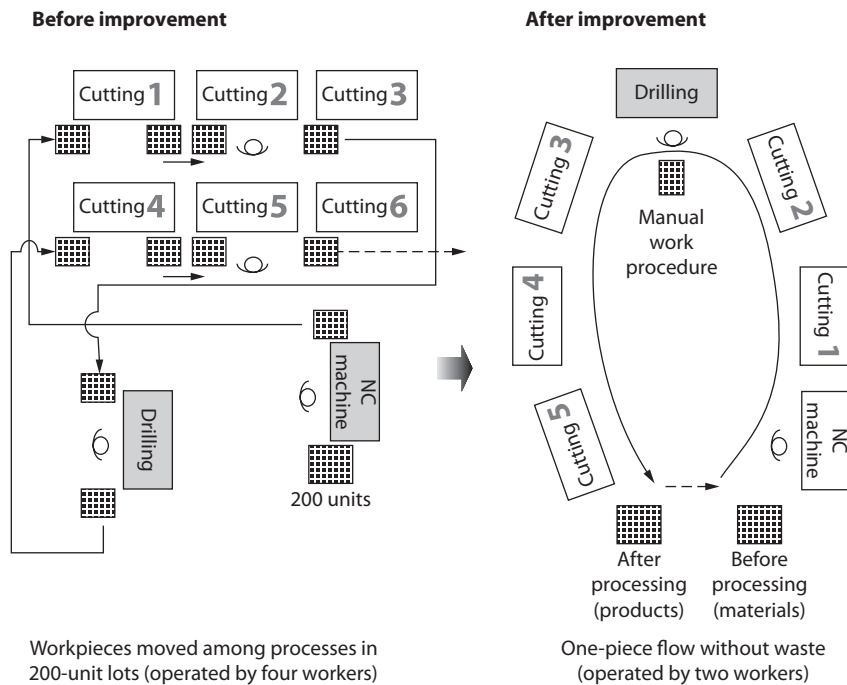 Before improvement
Cutting 1
Cutting 2
Cutting 3
Cutting 4
Cutting 5
Cutting 6
NC
machine
Drilling
200 units
Workpieces moved among processes in
200-unit lots (operated by four workers)
After improvement
Drilling
Cutting 3
Cutting 2
Manual
work
procedure
Cutting 4
Cutting 1
Cutting 5
NC
machine
After
processing
(products)
Before
processing
(materials)
One-piece flow without waste
(operated by two workers)